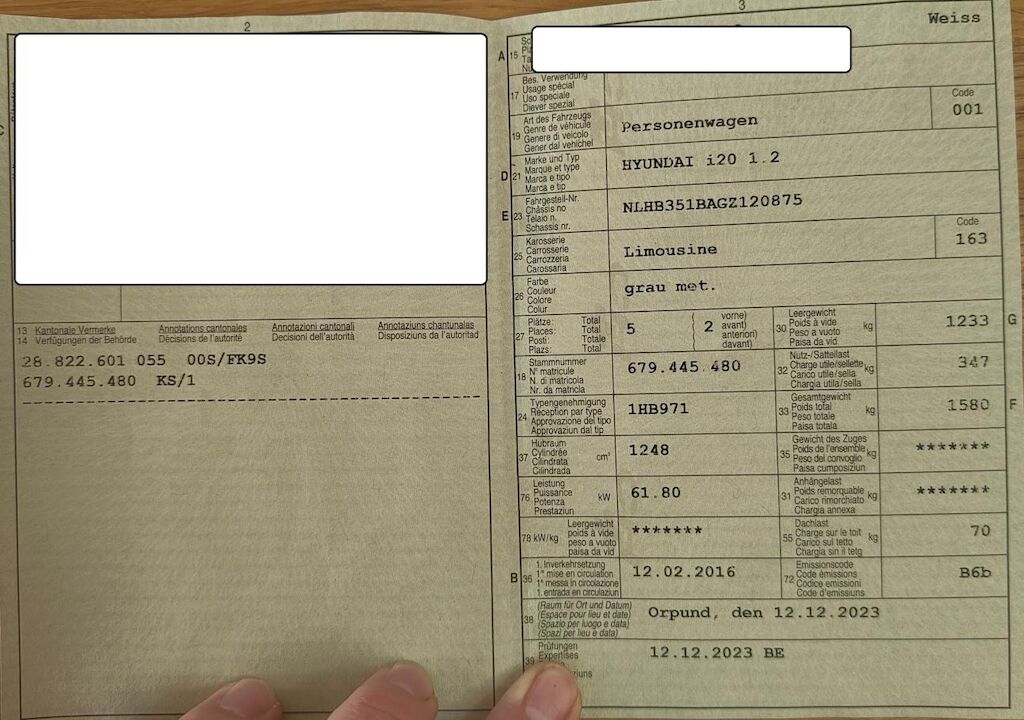 2
3
Weiss
A 15
17 Bes. Verwendung
Usage spécial
Uso speciale
Diever spezial
19 Art des Fahrzeugs
Genre de véhicule
Genere di veicolo
Gener dal vehichel
Personenwagen
Code
001
D 21 Marke und Typ
Marque et type
Marca e tipo
Marca e tip
HYUNDAI i20 1.2
E 23 Fahrgestell-Nr.
Châssis no
Telaio n.
Schassis nr.
NLHB351BAGZ120875
25 Karosserie
Carrosserie
Carrozzeria
Carossaria
Limousine
Code
163
26 Farbe
Couleur
Colore
Colur
grau met.
27 Plätze: Total
Places: Totale
Posti: Totale
Plazs: Total
5
( 2 vorne)
avant)
anteriori)
( davant)
30 Leergewicht
Poids à vide
Peso a vuoto
Paisa da vid
kg
1233
G
18 Stammnummer
N° matricule
N. di matricola
Nr. da matricla
679.445.480
32 Nutz-/Sattellast
Charge utile/sellette
Carico utile/sella
Chargia utila/sella
kg
347
24 Typengenehmigung
Réception par type
Approvazione del tipo
Approvaziun dal tip
1HB971
33 Gesamtgewicht
Poids total
Peso totale
Paisa totala
kg
1580
F
37 Hubraum
Cylindrée
Cilindrata
Cilindrada
cm³
1248
35 Gewicht des Zuges
Poids de l'ensemble
Peso del convoglio
Paisa cumposiziun
kg
*******
76 Leistung
Puissance
Potenza
Prestaziun
kW
61.80
31 Anhängelast
Poids remorquable
Carico rimorchiato
Chargia annexa
kg
*******
78 kW/kg
Leergewicht
poids à vide
peso a vuoto
paisa da vid
*******
55 Dachlast
Charge sur le toit
Carico sul tetto
Chargia sin il tetg
kg
70
B 36 1. Inverkehrsetzung
1re mise en circulation
1a messa in circolazione
1. entrada en circulaziun
12.02.2016
72 Emissionscode
Code émissions
Codice emissioni
Code d'emissiuns
B6b
38 (Raum für Ort und Datum)
(Espace pour lieu et date)
(Spazio per luogo e data)
(Spazi per lieu e data)
Orpund, den 12.12.2023
39 Prüfungen
Expertises
12.12.2023 BE
13 Kantonale Vermerke Annotations cantonales Annotazioni cantonali Annotaziuns chantunalas
14 Verfügungen der Behörde Décisions de l'autorité Decisioni dell'autorità Disposiziuns da l'autoritad
28.822.601 055 00S/FK9S
679.445.480 KS/1